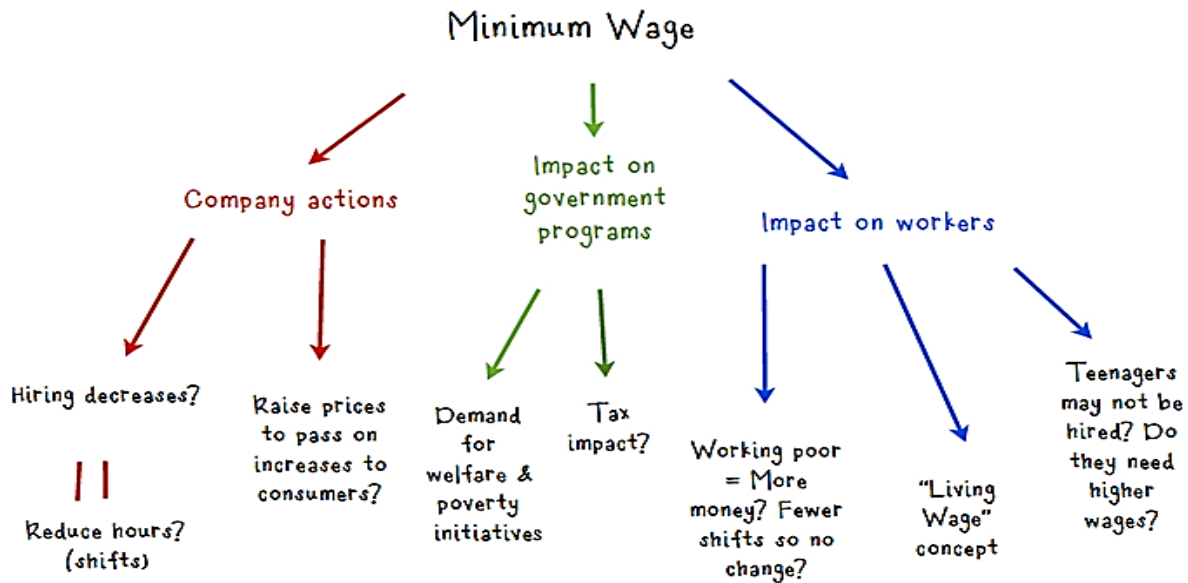 Minimum Wage
Company actions
Impact on
government
programs
Impact on workers
Hiring decreases?
Reduce hours?
(shifts)
Raise prices
to pass on
increases to
consumers?
Demand
for
welfare &
poverty
initiatives
Tax
impact?
Working poor
= More
money? Fewer
shifts so no
change?
"Living
Wage"
concept
Teenagers
may not be
hired? Do
they need
higher
wages?